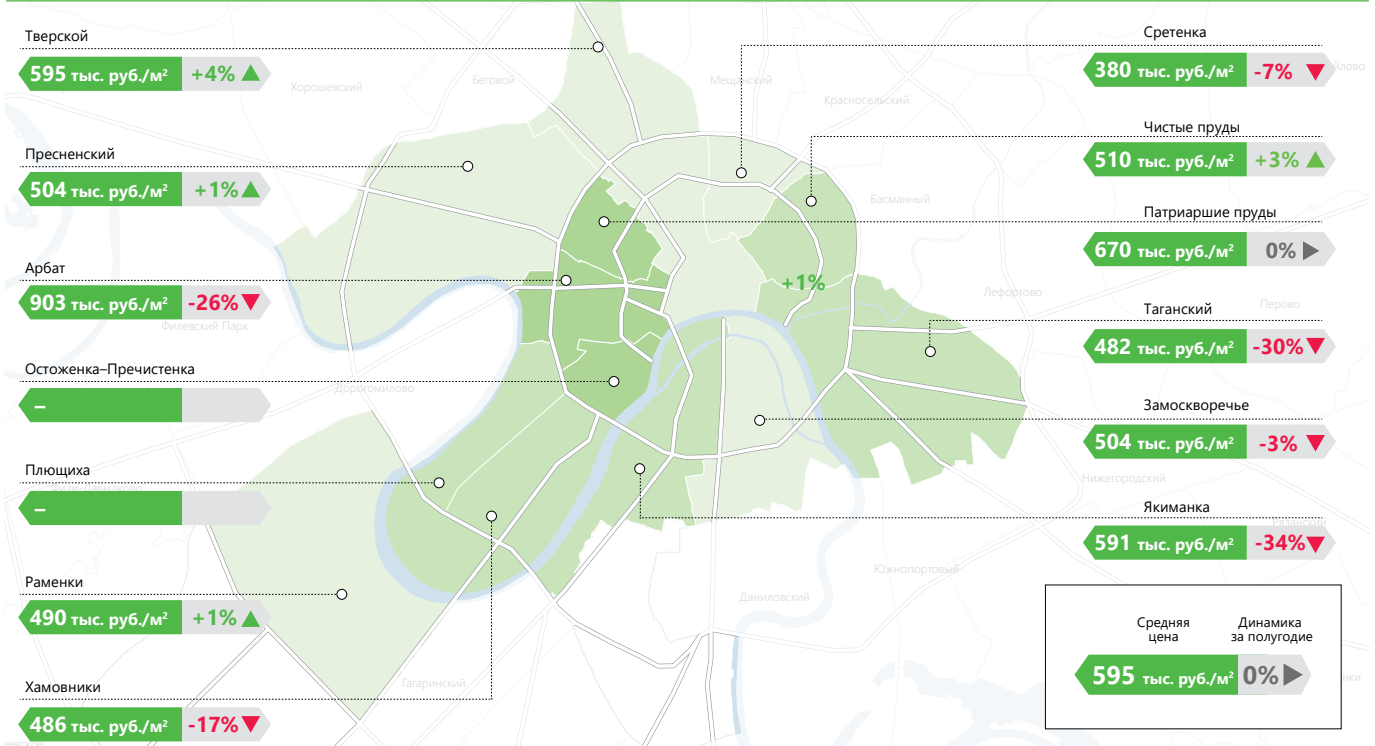 Тверской
595 тыс. руб./м² +4%
Пресненский
504 тыс. руб./м² +1%
Арбат
903 тыс. руб./м² -26%
Остоженка–Пречистенка
–
Плющиха
–
Раменки
490 тыс. руб./м² +1%
Хамовники
486 тыс. руб./м² -17%
Хорошевский
Беговой
Мещанский
Красносельский
Басманный
+1%
Лефортово
Перово
Филевский Парк
Дорогомилово
Фили-Давыдково
Нижегородский
Рязанский
Южнопортовый
Даниловский
Гагаринский
Сретенка
380 тыс. руб./м² -7%
Чистые пруды
510 тыс. руб./м² +3%
Патриаршие пруды
670 тыс. руб./м² 0%
Таганский
482 тыс. руб./м² -30%
Замоскворечье
504 тыс. руб./м² -3%
Якиманка
591 тыс. руб./м² -34%
Средняя
цена
Динамика
за полугодие
595 тыс. руб./м² 0%